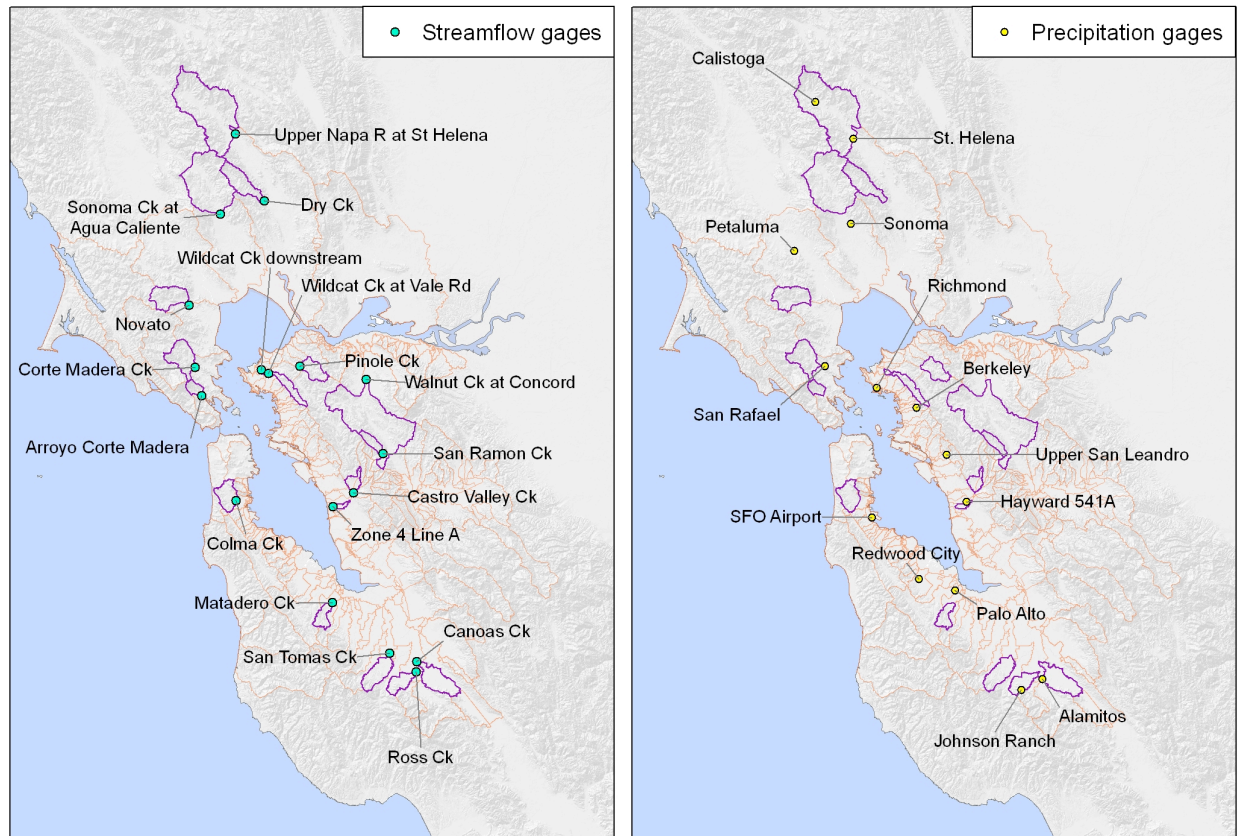 Streamflow gages
Upper Napa R at St Helena
Sonoma Ck at
Agua Caliente
Dry Ck
Wildcat Ck downstream
Wildcat Ck at Vale Rd
Novato
Pinole Ck
Corte Madera Ck
Walnut Ck at Concord
Arroyo Corte Madera
San Ramon Ck
Castro Valley Ck
Zone 4 Line A
Colma Ck
Matadero Ck
Canoas Ck
San Tomas Ck
Ross Ck
Precipitation gages
Calistoga
St. Helena
Petaluma
Sonoma
Richmond
Berkeley
San Rafael
Upper San Leandro
Hayward 541A
SFO Airport
Redwood City
Palo Alto
Alamitos
Johnson Ranch